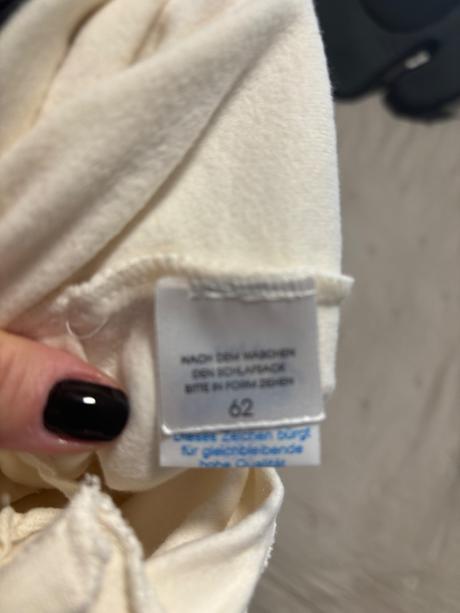 NACH DEM WASCHEN
DEN SCHLAFSACK
BITTE IN FORM ZIEHEN
62
Dieses Zeichen bürgt
für gleichbleibende
hohe Qualität